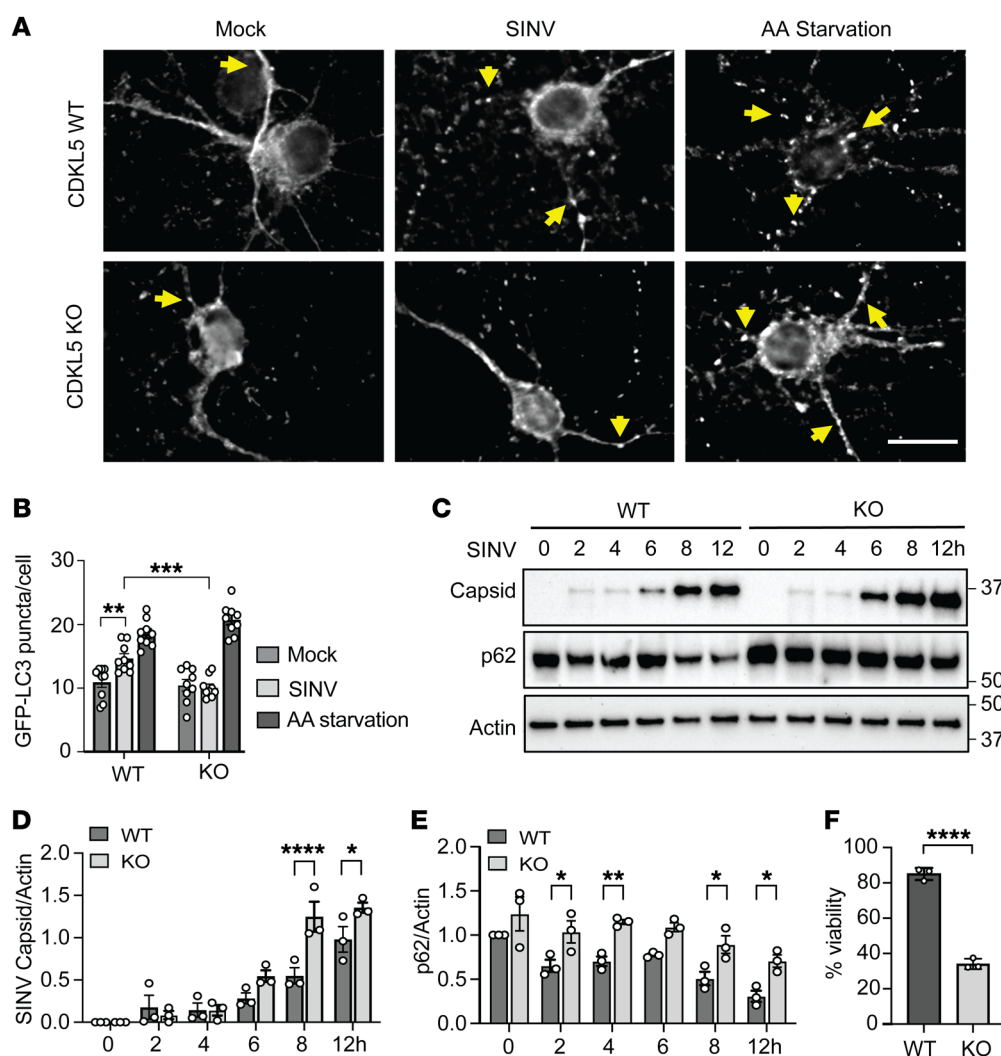 A
Mock
SINV
AA Starvation
CDKL5 WT
CDKL5 KO
B
GFP-LC3 puncta/cell
30
20
10
0
**
***
WT
KO
Mock
SINV
AA starvation
C
WT
KO
SINV 0 2 4 6 8 12 0 2 4 6 8 12h
Capsid
37
p62
50
Actin
50
37
D
WT
KO
SINV Capsid/Actin
2.0
1.5
1.0
0.5
0.0
****
*
0 2 4 6 8 12h
E
WT
KO
p62/Actin
2.0
1.5
1.0
0.5
0.0
*
**
*
*
0 2 4 6 8 12h
F
% viability
100
80
60
40
20
0
****
WT KO